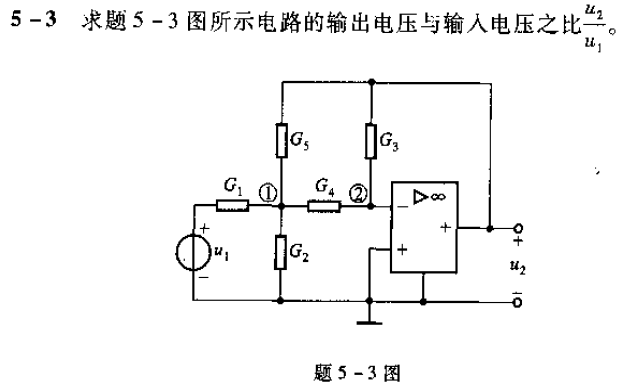 5-3 求题5-3图所示电路的输出电压与输入电压之比u₂/u₁。
G₅
G₃
G₁
①
G₄
②
−
▷∞
+
+
+
u₁
−
G₂
+
u₂
−
题5-3图